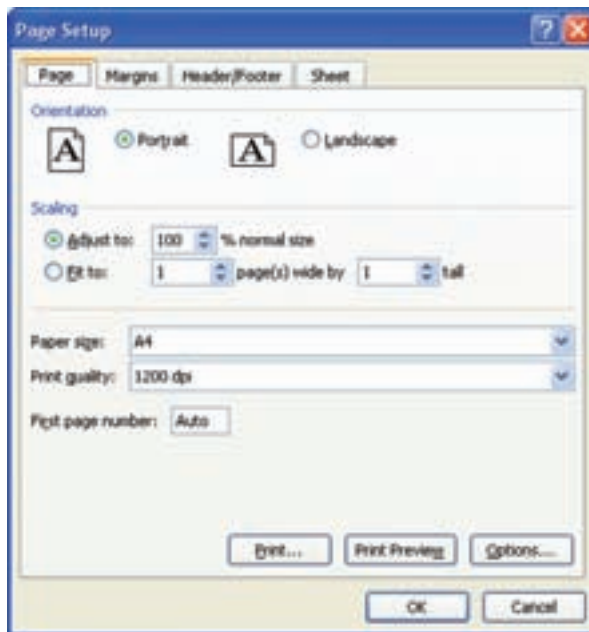 Page Setup
Page Margins Header/Footer Sheet
Orientation
A Portrait A Landscape
Scaling
Adjust to: 100 % normal size
Fit to: 1 page(s) wide by 1 tall
Paper size: A4
Print quality: 1200 dpi
First page number: Auto
Print... Print Preview Options...
OK Cancel